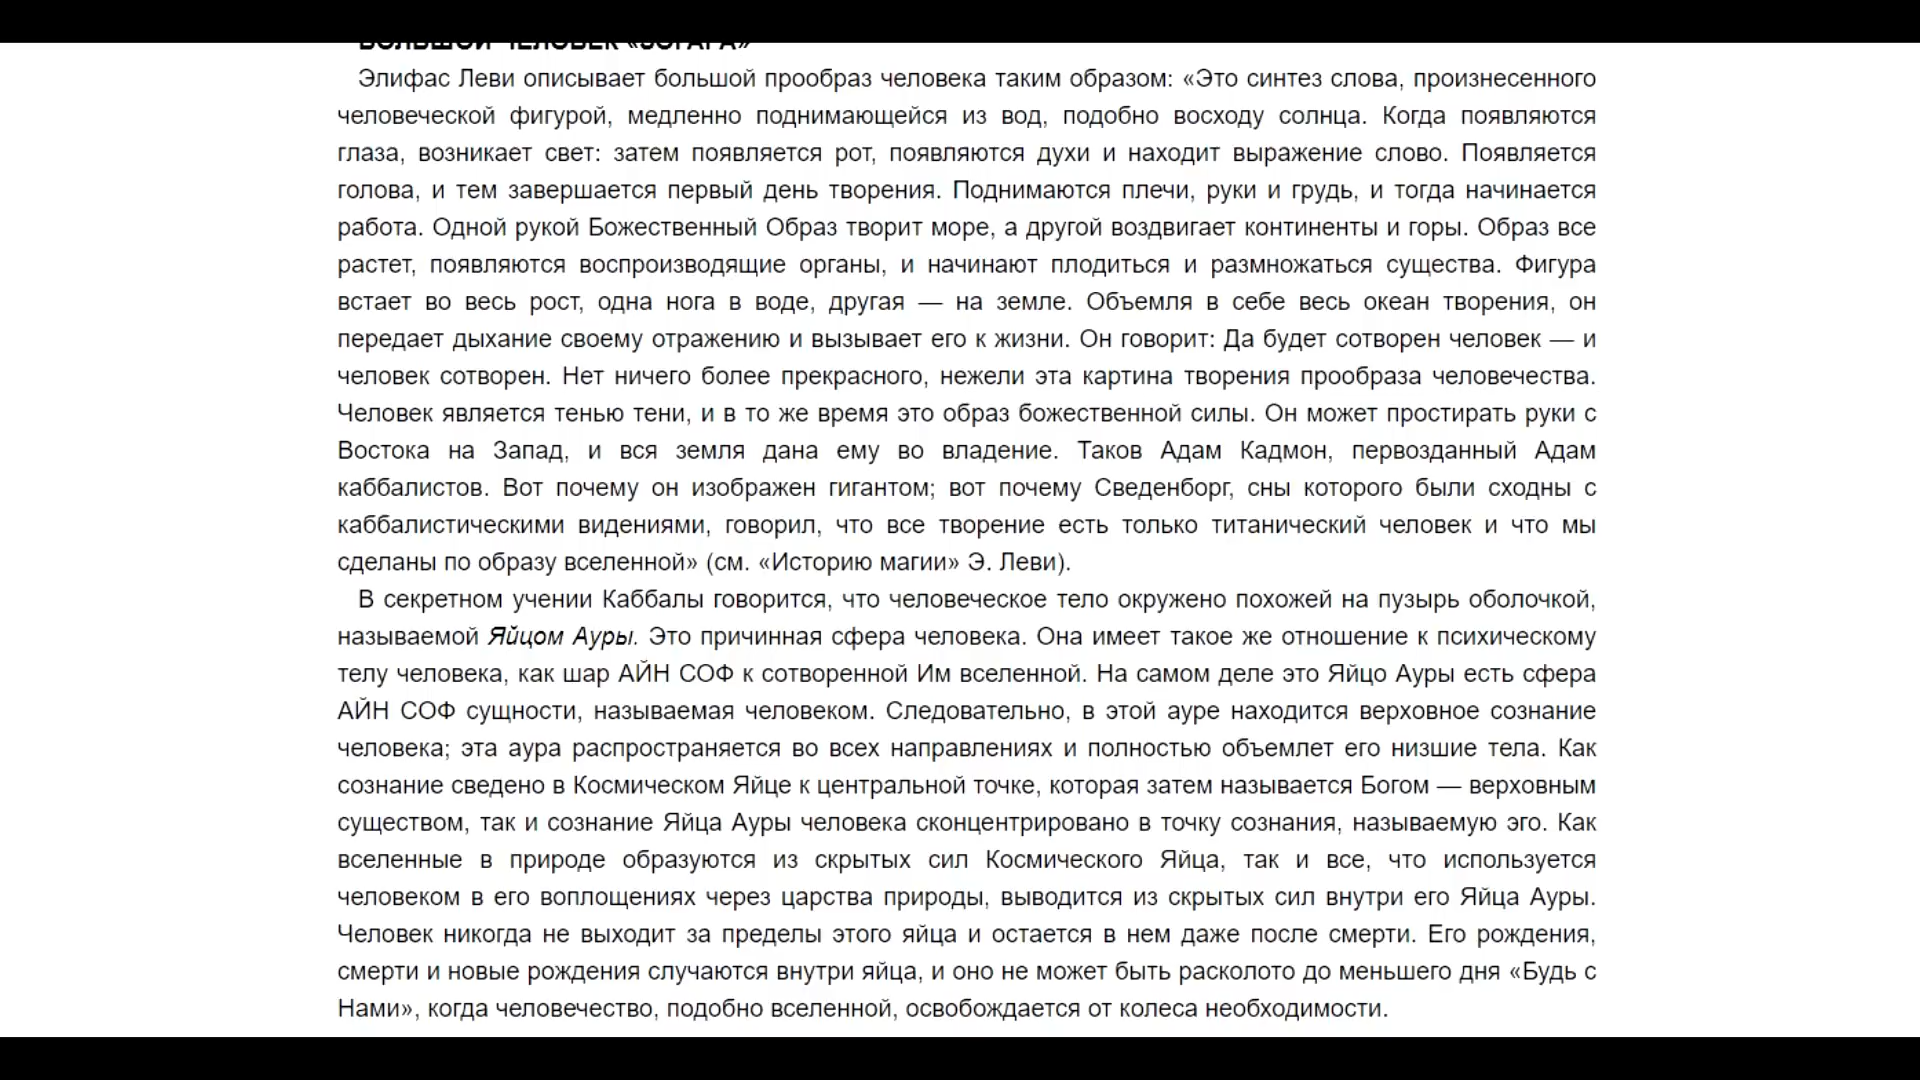 БОЛЬШОЙ ЧЕЛОВЕК «ЗОГАРА»
Элифас Леви описывает большой прообраз человека таким образом: «Это синтез слова, произнесенного
человеческой фигурой, медленно поднимающейся из вод, подобно восходу солнца. Когда появляются
глаза, возникает свет: затем появляется рот, появляются духи и находит выражение слово. Появляется
голова, и тем завершается первый день творения. Поднимаются плечи, руки и грудь, и тогда начинается
работа. Одной рукой Божественный Образ творит море, а другой воздвигает континенты и горы. Образ все
растет, появляются воспроизводящие органы, и начинают плодиться и размножаться существа. Фигура
встает во весь рост, одна нога в воде, другая — на земле. Объемля в себе весь океан творения, он
передает дыхание своему отражению и вызывает его к жизни. Он говорит: Да будет сотворен человек — и
человек сотворен. Нет ничего более прекрасного, нежели эта картина творения прообраза человечества.
Человек является тенью тени, и в то же время это образ божественной силы. Он может простирать руки с
Востока на Запад, и вся земля дана ему во владение. Таков Адам Кадмон, первозданный Адам
каббалистов. Вот почему он изображен гигантом; вот почему Сведенборг, сны которого были сходны с
каббалистическими видениями, говорил, что все творение есть только титанический человек и что мы
сделаны по образу вселенной» (см. «Историю магии» Э. Леви).
В секретном учении Каббалы говорится, что человеческое тело окружено похожей на пузырь оболочкой,
называемой Яйцом Ауры. Это причинная сфера человека. Она имеет такое же отношение к психическому
телу человека, как шар АЙН СОФ к сотворенной Им вселенной. На самом деле это Яйцо Ауры есть сфера
АЙН СОФ сущности, называемая человеком. Следовательно, в этой ауре находится верховное сознание
человека; эта аура распространяется во всех направлениях и полностью объемлет его низшие тела. Как
сознание сведено в Космическом Яйце к центральной точке, которая затем называется Богом — верховным
существом, так и сознание Яйца Ауры человека сконцентрировано в точку сознания, называемую эго. Как
вселенные в природе образуются из скрытых сил Космического Яйца, так и все, что используется
человеком в его воплощениях через царства природы, выводится из скрытых сил внутри его Яйца Ауры.
Человек никогда не выходит за пределы этого яйца и остается в нем даже после смерти. Его рождения,
смерти и новые рождения случаются внутри яйца, и оно не может быть расколото до меньшего дня «Будь с
Нами», когда человечество, подобно вселенной, освобождается от колеса необходимости.